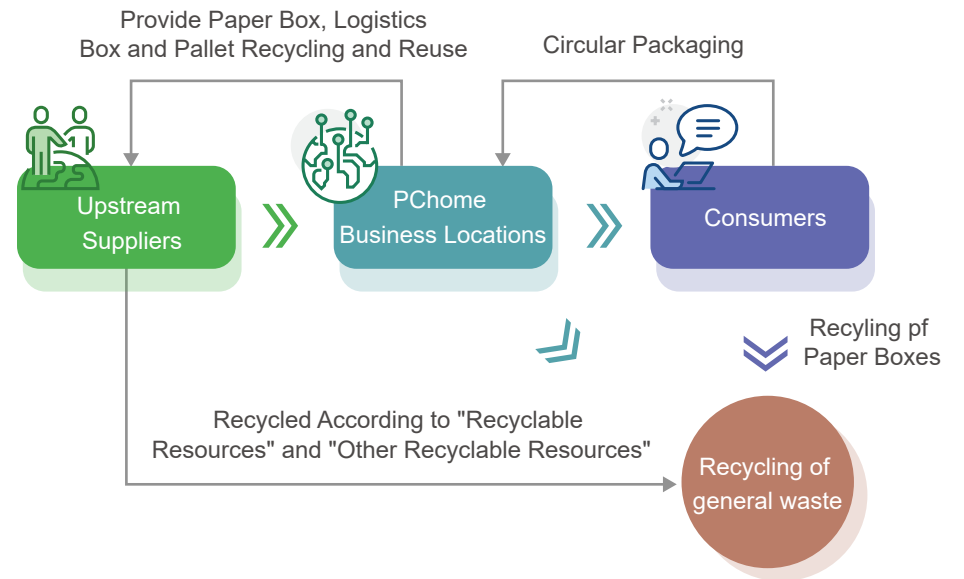 Provide Paper Box, Logistics
Box and Pallet Recycling and Reuse
Circular Packaging
Upstream
Suppliers
PChome
Business Locations
Consumers
Recyling pf
Paper Boxes
Recycled According to "Recyclable
Resources" and "Other Recyclable Resources"
Recycling of
general waste